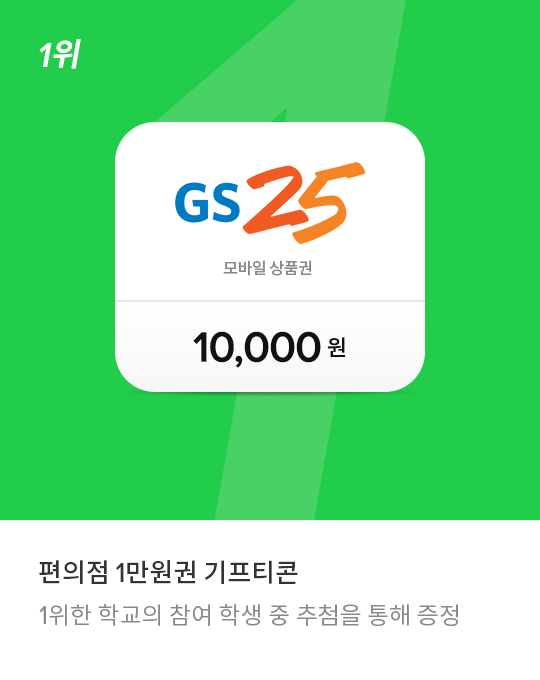 1위
GS25
모바일 상품권
10,000 원
편의점 1만원권 기프티콘
1위한 학교의 참여 학생 중 추첨을 통해 증정